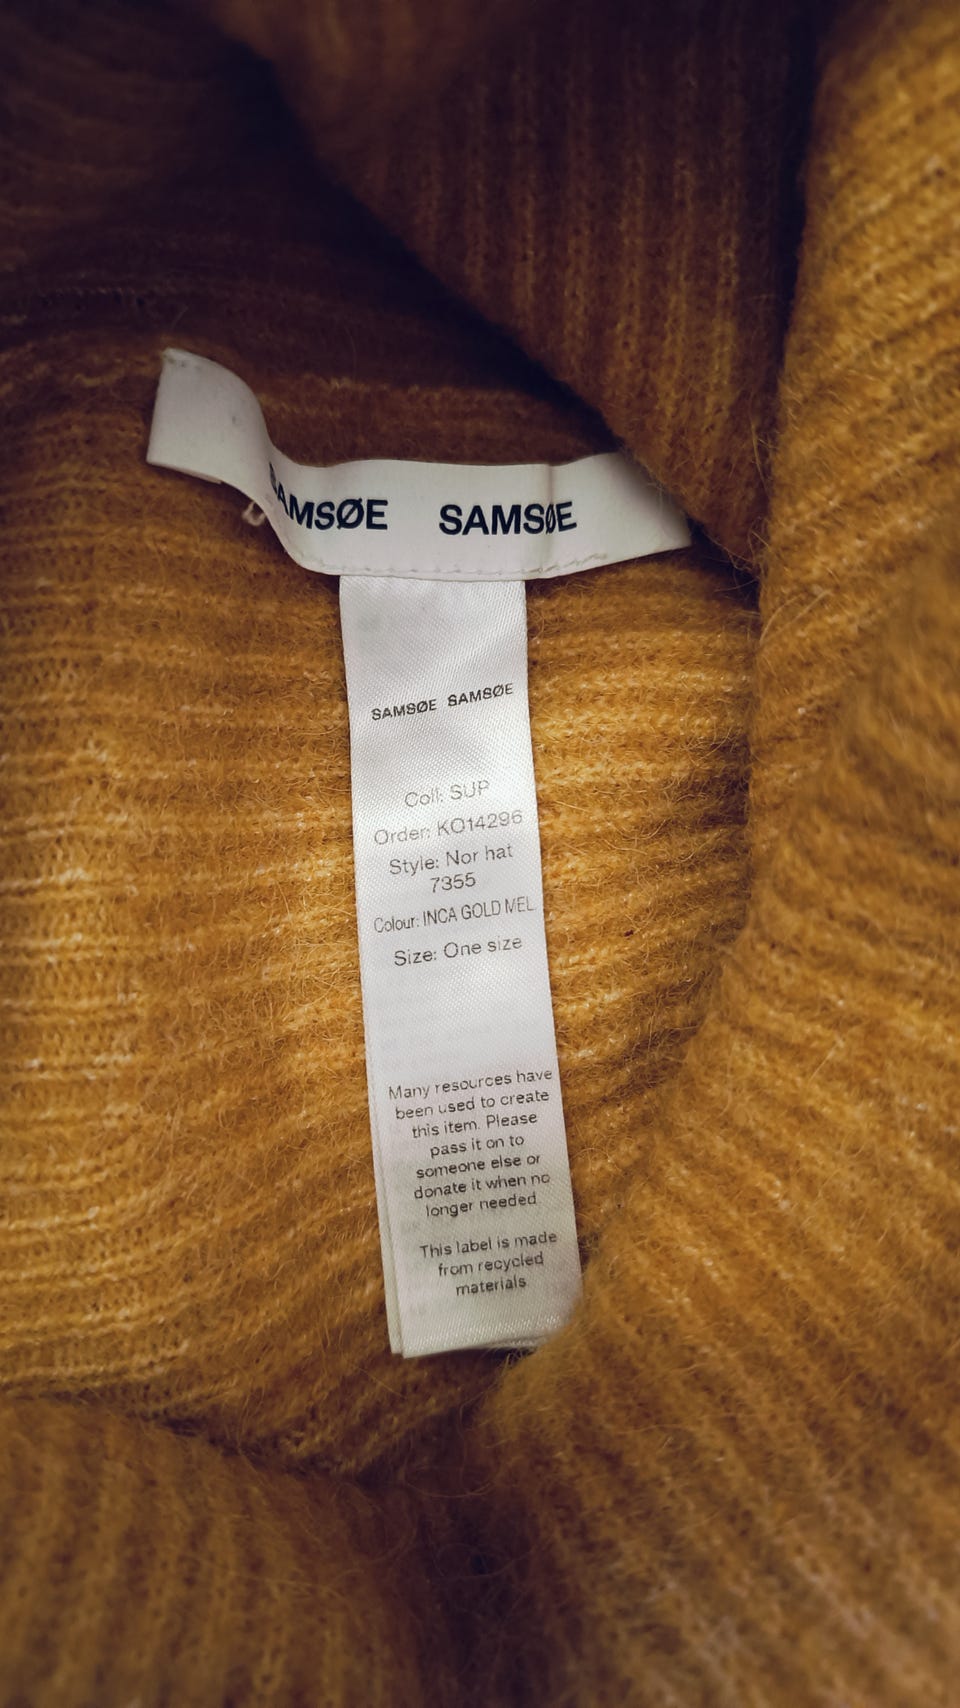 SAMSØE SAMSØE
SAMSØE SAMSØE
Coll: SUP
Order: KO14296
Style: Nor hat
7355
Colour: INCA GOLD MEL
Size: One size
Many resources have
been used to create
this item. Please
pass it on to
someone else or
donate it when no
longer needed
This label is made
from recycled
materials